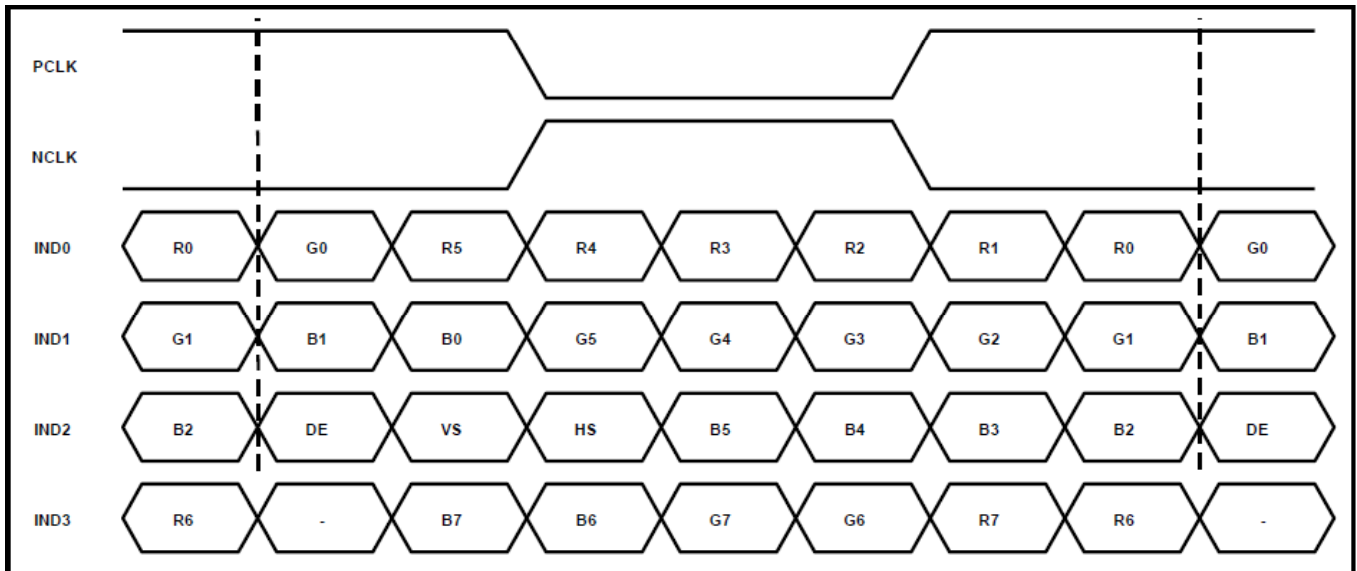 PCLK
NCLK
IND0 R0 G0 R5 R4 R3 R2 R1 R0 G0
IND1 G1 B1 B0 G5 G4 G3 G2 G1 B1
IND2 B2 DE VS HS B5 B4 B3 B2 DE
IND3 R6 - B7 B6 G7 G6 R7 R6 -